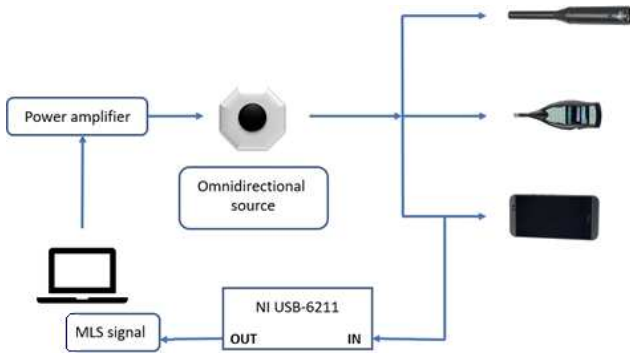 Power amplifier
Omnidirectional
source
NI USB-6211
OUT IN
MLS signal